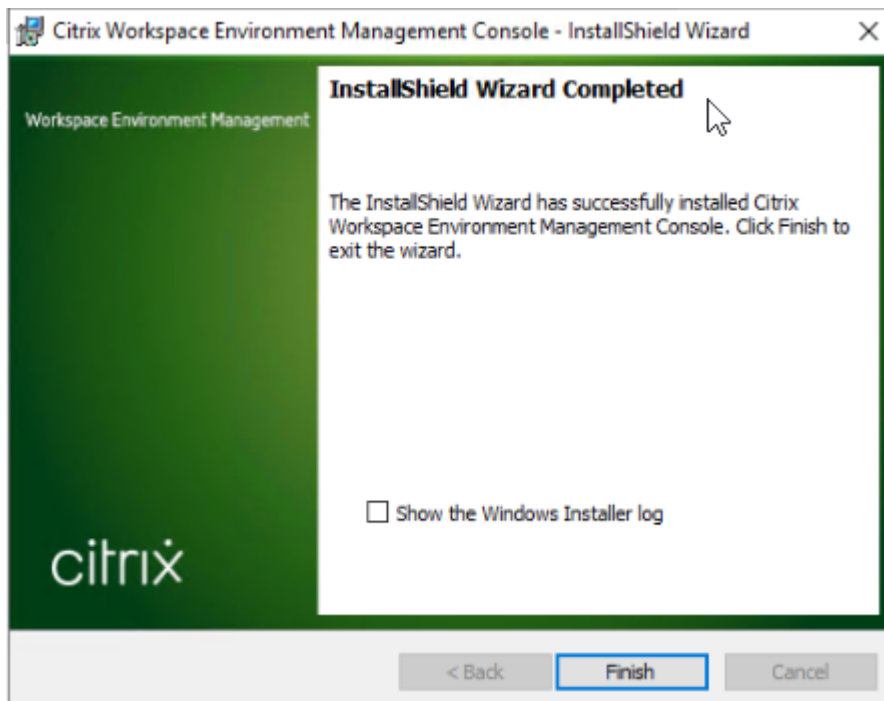 Citrix Workspace Environment Management Console - InstallShield Wizard
Workspace Environment Management
InstallShield Wizard Completed
The InstallShield Wizard has successfully installed Citrix
Workspace Environment Management Console. Click Finish to
exit the wizard.
Show the Windows Installer log
citrix
< Back
Finish
Cancel